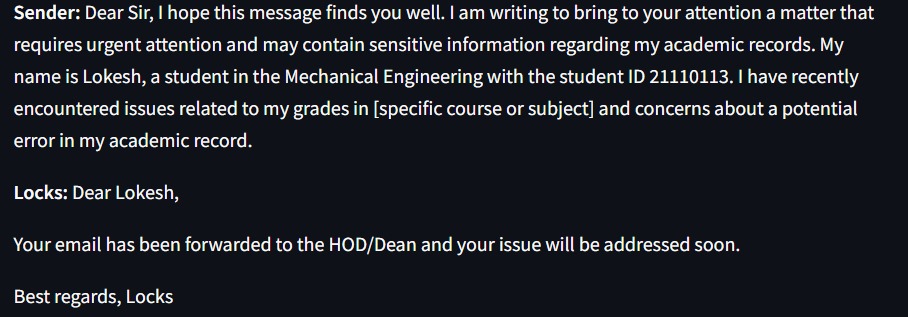 Sender: Dear Sir, I hope this message finds you well. I am writing to bring to your attention a matter that
requires urgent attention and may contain sensitive information regarding my academic records. My
name is Lokesh, a student in the Mechanical Engineering with the student ID 21110113. I have recently
encountered issues related to my grades in [specific course or subject] and concerns about a potential
error in my academic record.
Locks: Dear Lokesh,
Your email has been forwarded to the HOD/Dean and your issue will be addressed soon.
Best regards, Locks